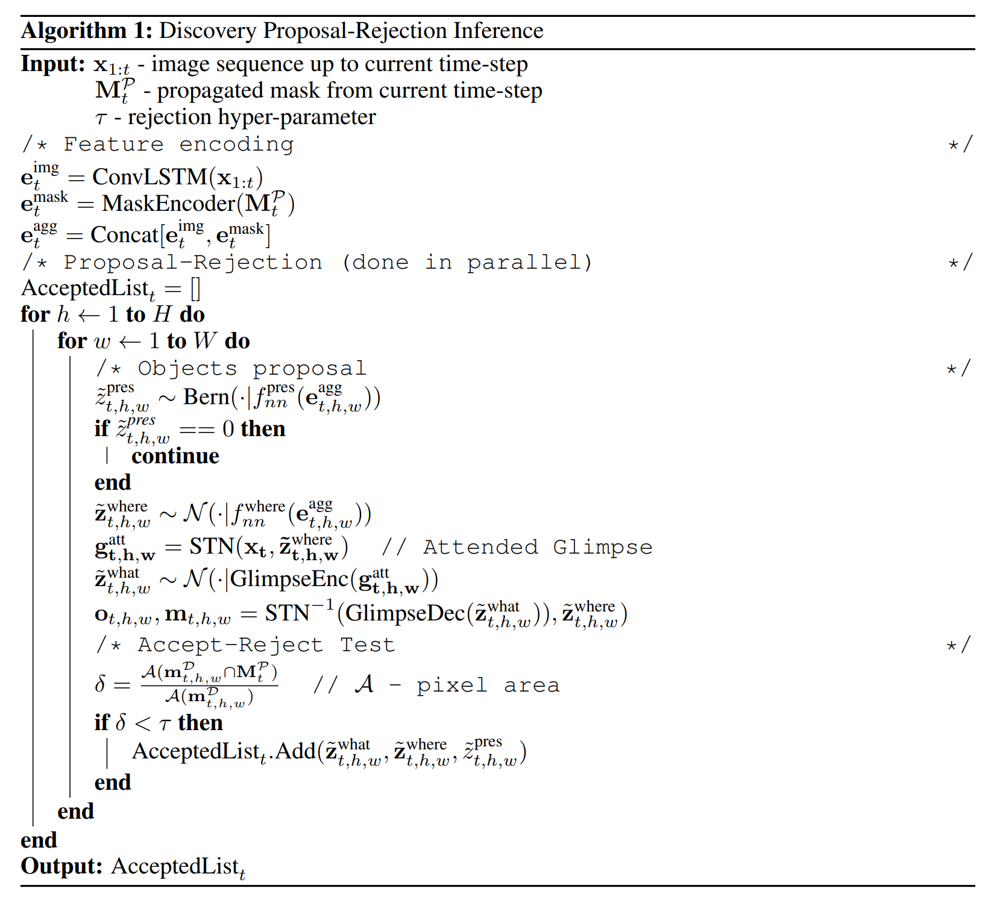 Algorithm 1: Discovery Proposal-Rejection Inference
Input: $\mathbf{x}_{1:t}$ - image sequence up to current time-step
$\mathbf{M}_t^{\mathcal{P}}$ - propagated mask from current time-step
$\tau$ - rejection hyper-parameter
/* Feature encoding */
$\mathbf{e}_t^{\text{img}} = \text{ConvLSTM}(\mathbf{x}_{1:t})$
$\mathbf{e}_t^{\text{mask}} = \text{MaskEncoder}(\mathbf{M}_t^{\mathcal{P}})$
$\mathbf{e}_t^{\text{agg}} = \text{Concat}[\mathbf{e}_t^{\text{img}}, \mathbf{e}_t^{\text{mask}}]$
/* Proposal-Rejection (done in parallel) */
$\text{AcceptedList}_t = []$
for $h \leftarrow 1$ to $H$ do
for $w \leftarrow 1$ to $W$ do
/* Objects proposal */
$\tilde{z}_{t,h,w}^{\text{pres}} \sim \text{Bern}(\cdot|f_{nn}^{\text{pres}}(\mathbf{e}_{t,h,w}^{\text{agg}}))$
if $\tilde{z}_{t,h,w}^{pres} == 0$ then
continue
end
$\tilde{\mathbf{z}}_{t,h,w}^{\text{where}} \sim \mathcal{N}(\cdot|f_{nn}^{\text{where}}(\mathbf{e}_{t,h,w}^{\text{agg}}))$
$\mathbf{g}_{\mathbf{t,h,w}}^{\text{att}} = \text{STN}(\mathbf{x_t}, \tilde{\mathbf{z}}_{\mathbf{t,h,w}}^{\text{where}})$ // Attended Glimpse
$\tilde{\mathbf{z}}_{t,h,w}^{\text{what}} \sim \mathcal{N}(\cdot|\text{GlimpseEnc}(\mathbf{g}_{\mathbf{t,h,w}}^{\text{att}}))$
$\mathbf{o}_{t,h,w}, \mathbf{m}_{t,h,w} = \text{STN}^{-1}(\text{GlimpseDec}(\tilde{\mathbf{z}}_{t,h,w}^{\text{what}})), \tilde{\mathbf{z}}_{t,h,w}^{\text{where}})$
/* Accept-Reject Test */
$\delta = \frac{\mathcal{A}(\mathbf{m}_{t,h,w}^{\mathcal{D}} \cap \mathbf{M}_t^{\mathcal{P}})}{\mathcal{A}(\mathbf{m}_{t,h,w}^{\mathcal{D}})}$ // $\mathcal{A}$ - pixel area
if $\delta < \tau$ then
$\text{AcceptedList}_t.\text{Add}(\tilde{\mathbf{z}}_{t,h,w}^{\text{what}}, \tilde{\mathbf{z}}_{t,h,w}^{\text{where}}, \tilde{z}_{t,h,w}^{\text{pres}})$
end
end
end
Output: $\text{AcceptedList}_t$